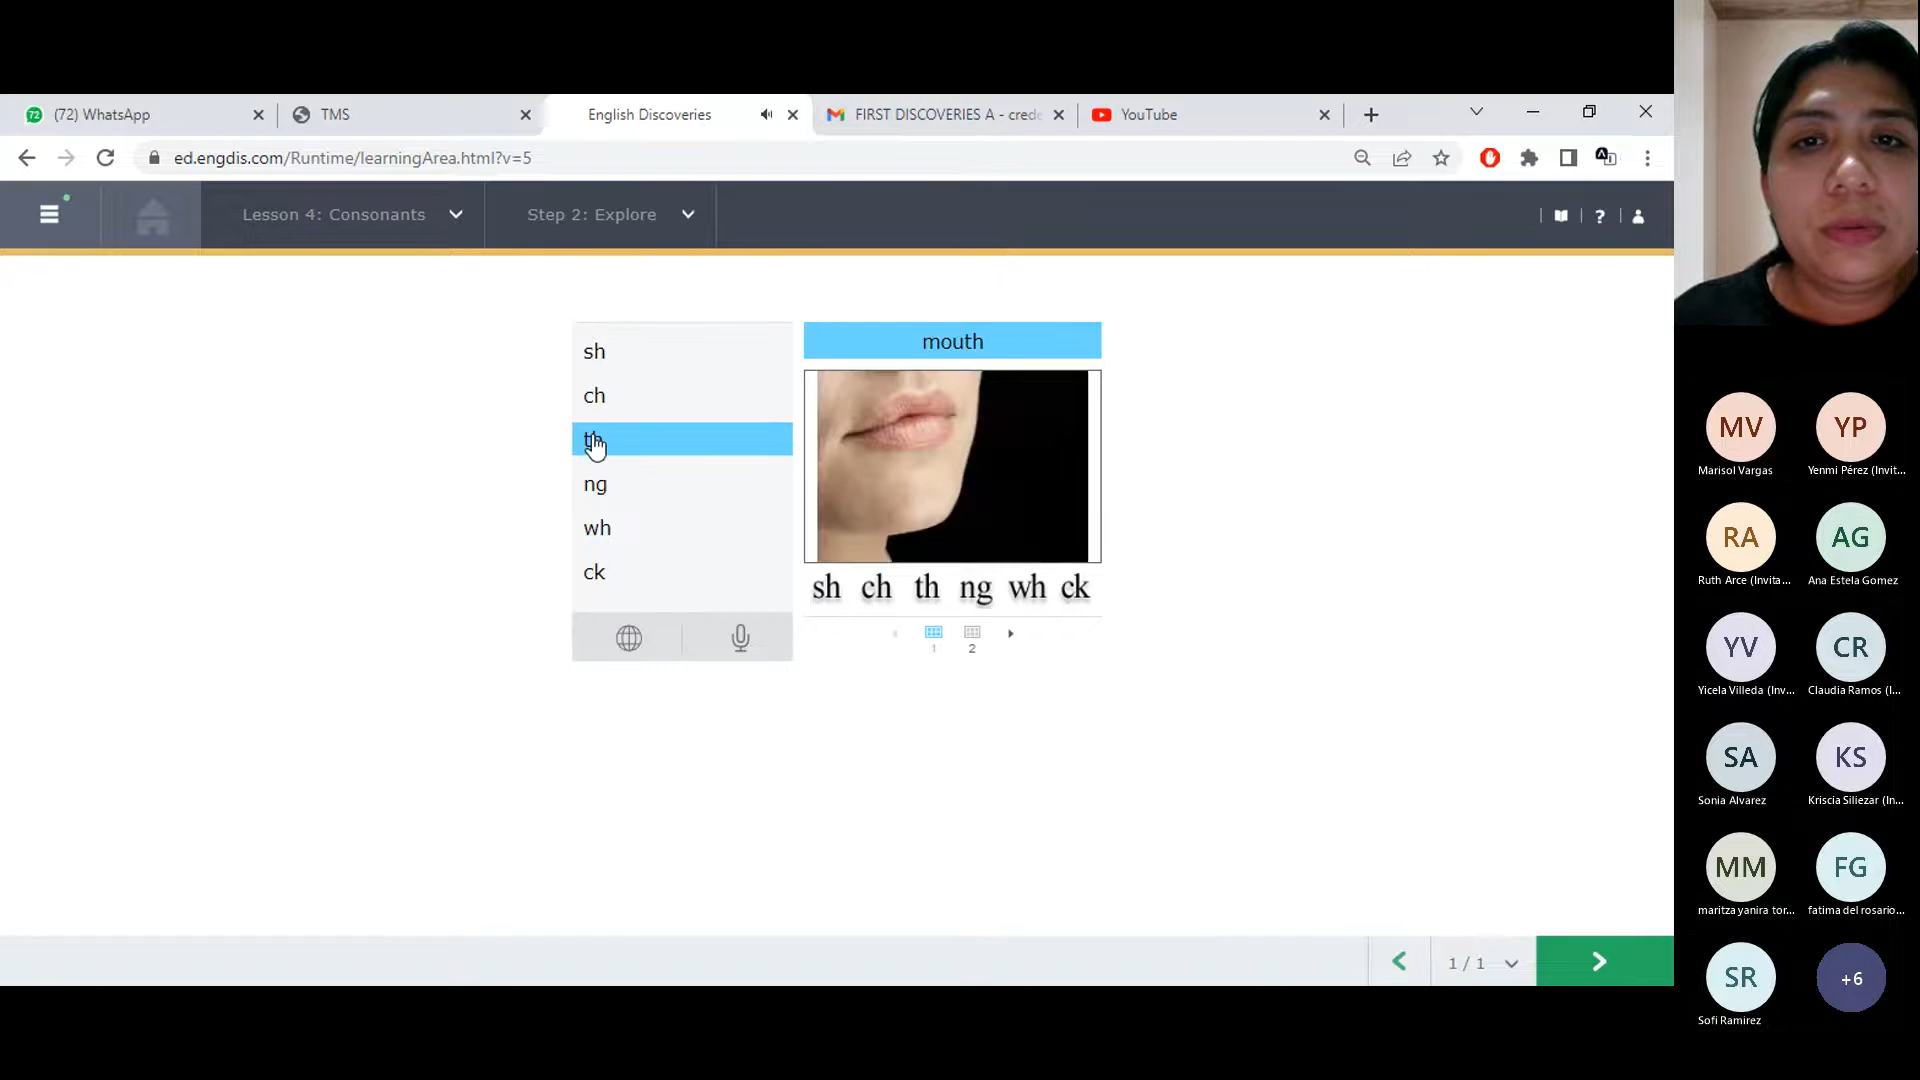 72
(72) WhatsApp
TMS
English Discoveries
FIRST DISCOVERIES A - crede
YouTube
ed.engdis.com/Runtime/learningArea.html?v=5
Lesson 4: Consonants
Step 2: Explore
?
sh
ch
th
ng
wh
ck
mouth
sh ch th ng wh ck
1
2
1 / 1
MV
Marisol Vargas
YP
Yenmi Pérez (Invit...
RA
Ruth Arce (Invita...
AG
Ana Estela Gomez
YV
Yicela Villeda (Inv...
CR
Claudia Ramos (I...
SA
Sonia Alvarez
KS
Kriscia Siliezar (In...
MM
maritza yanira tor...
FG
fatima del rosario...
SR
Sofi Ramirez
+6